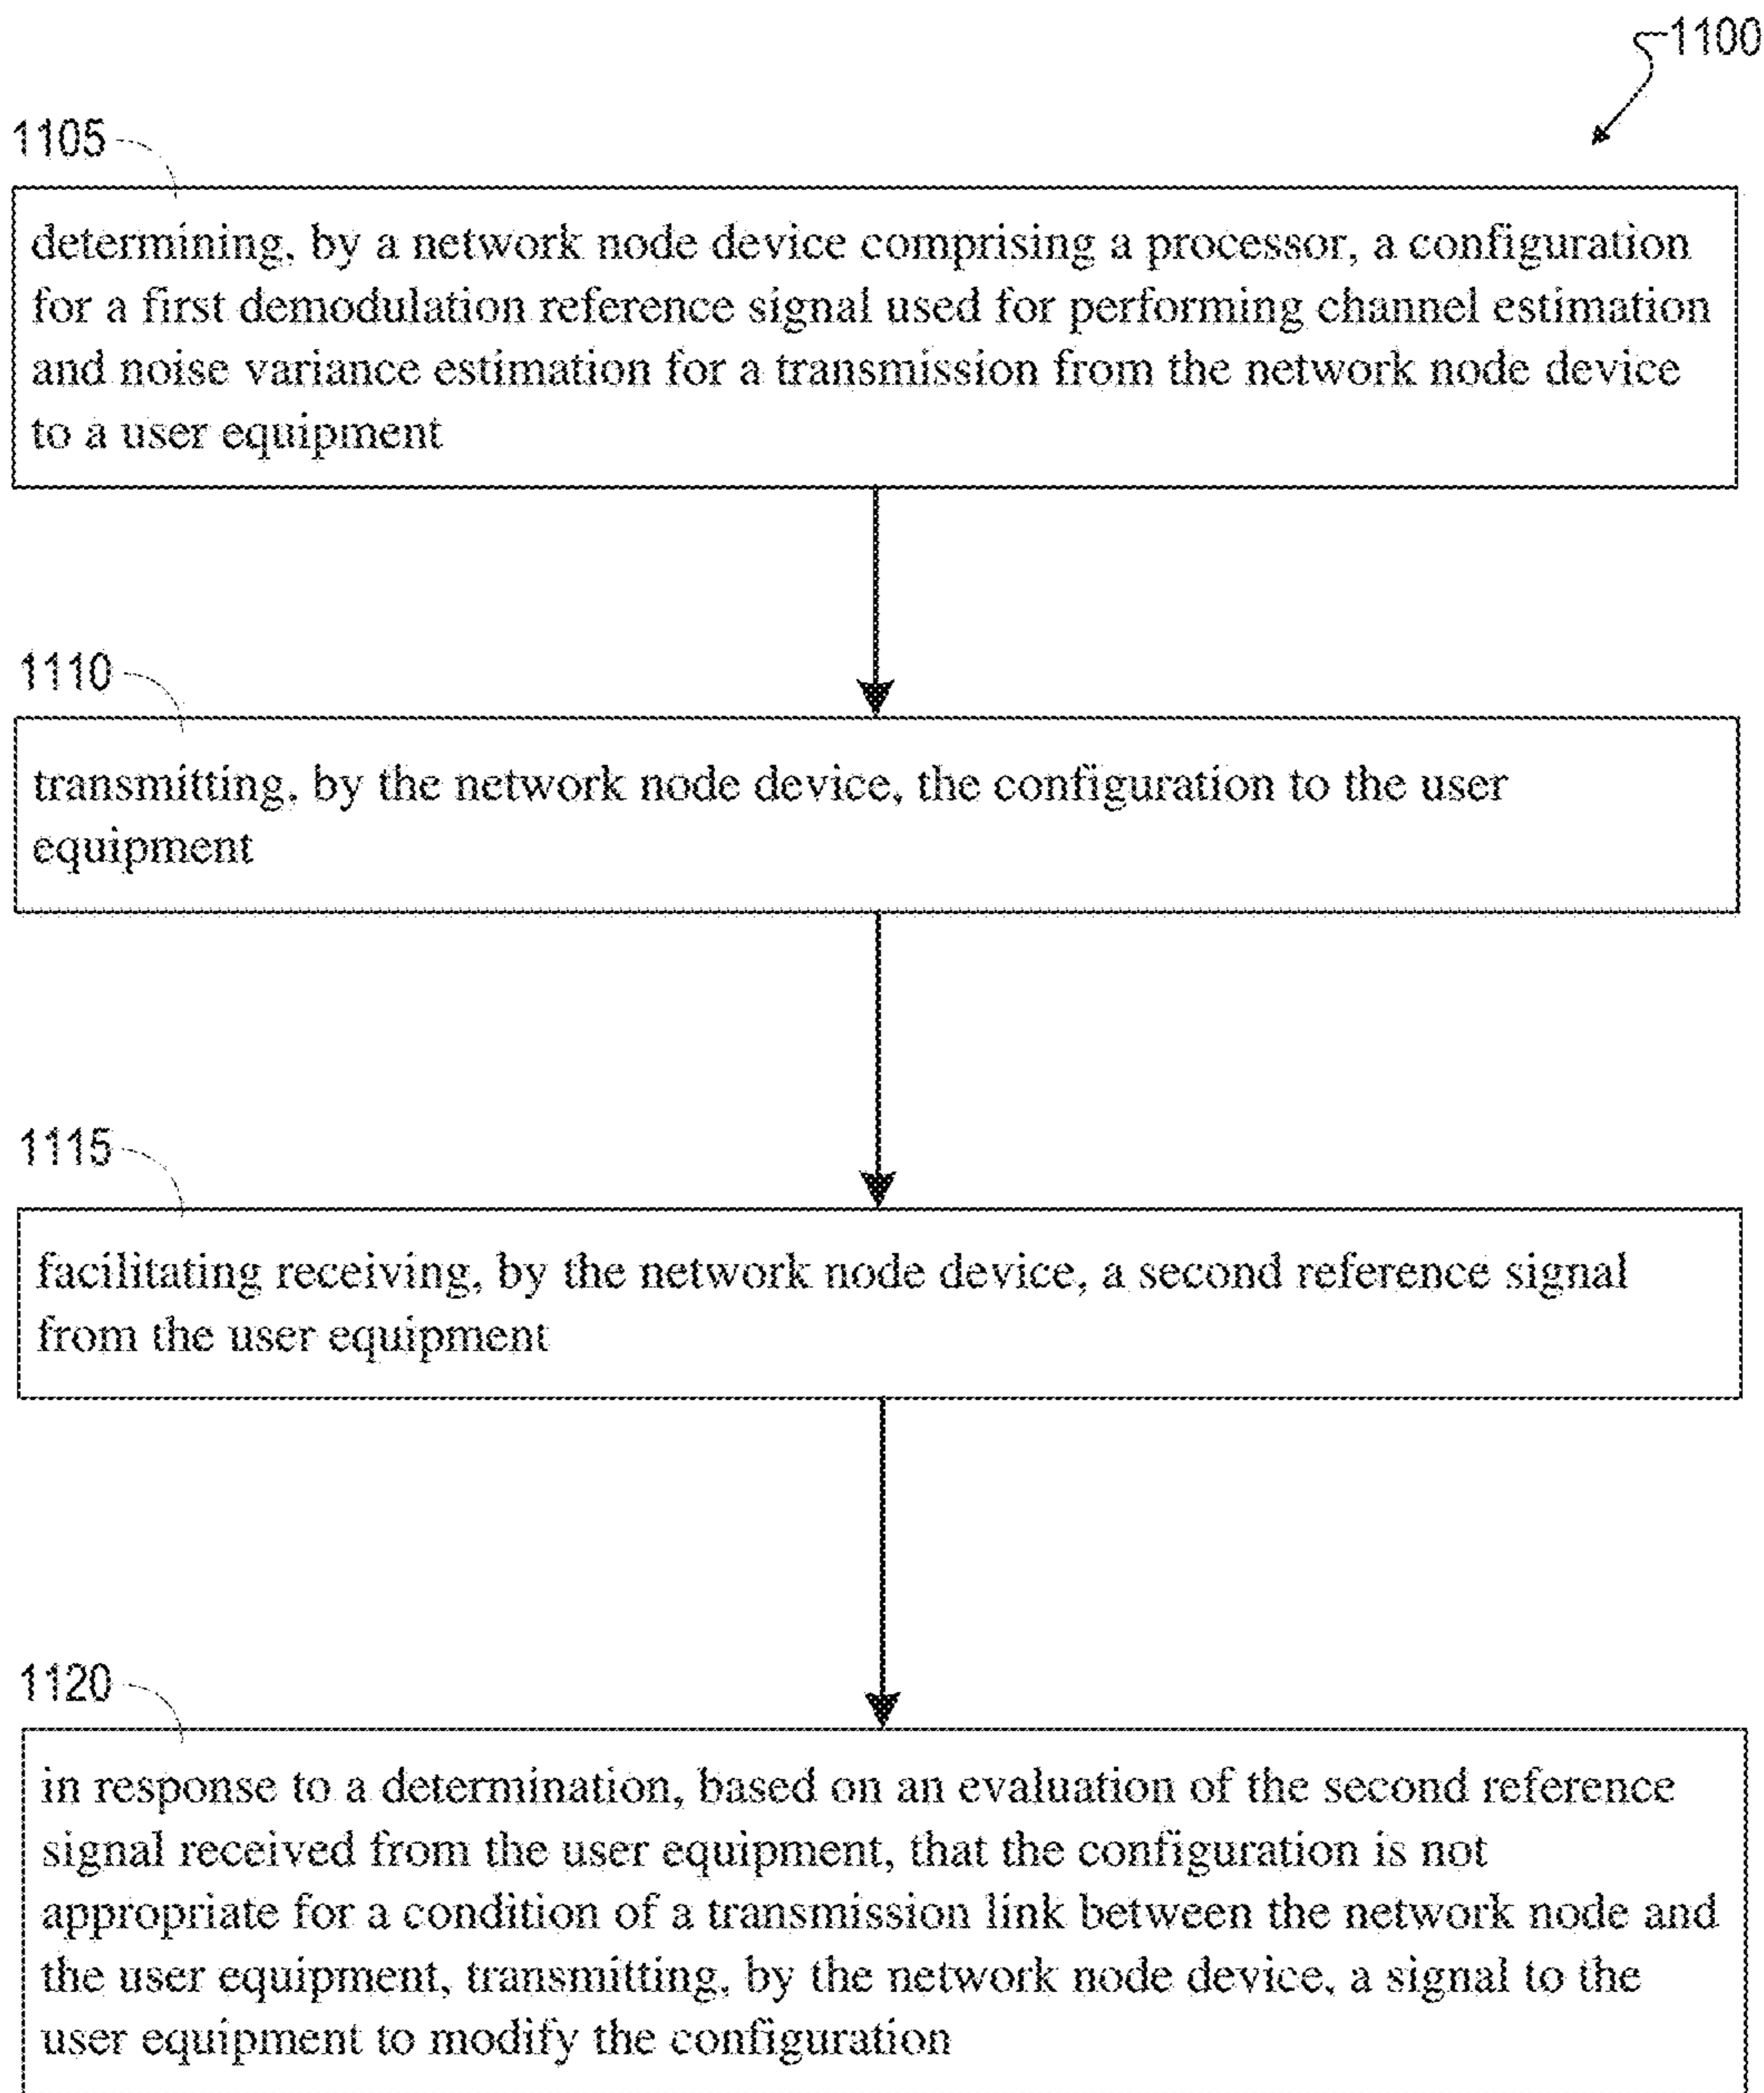 1100
1105
determining, by a network node device comprising a processor, a configuration
for a first demodulation reference signal used for performing channel estimation
and noise variance estimation for a transmission from the network node device
to a user equipment
1110
transmitting, by the network node device, the configuration to the user
equipment
1115
facilitating receiving, by the network node device, a second reference signal
from the user equipment
1120
in response to a determination, based on an evaluation of the second reference
signal received from the user equipment, that the configuration is not
appropriate for a condition of a transmission link between the network node and
the user equipment, transmitting, by the network node device, a signal to the
user equipment to modify the configuration